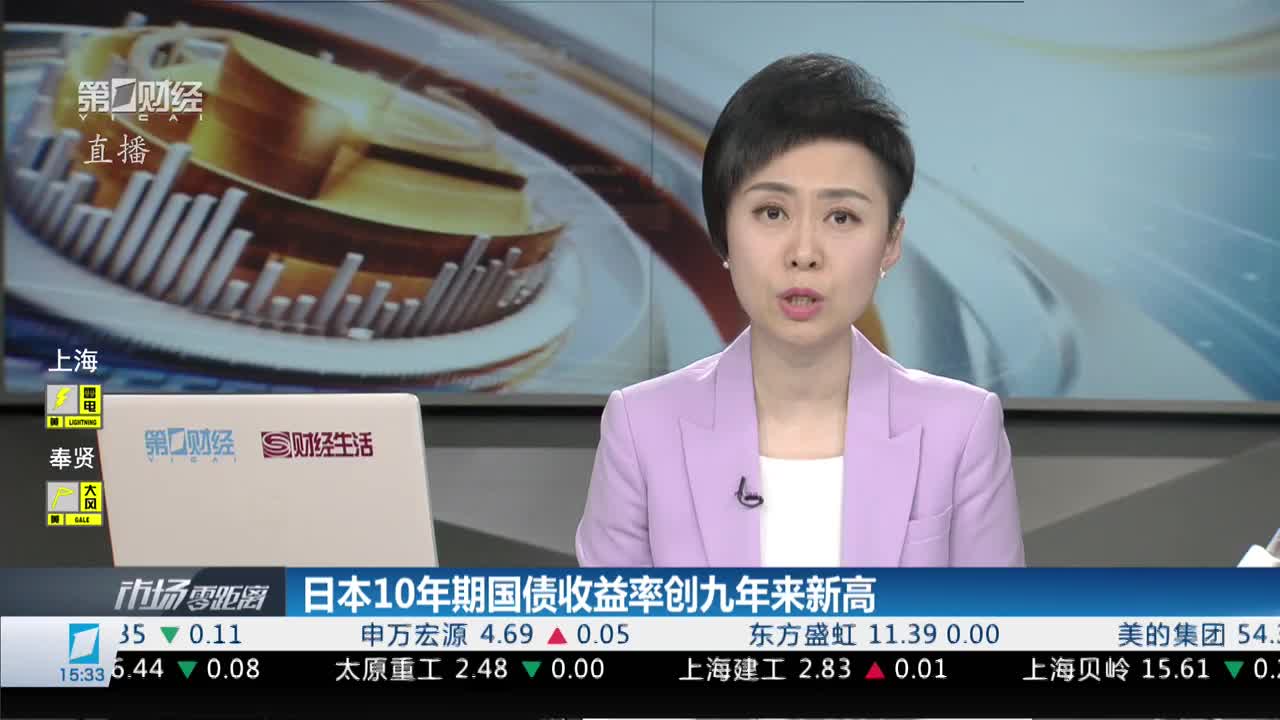 第一财经
YICAI
直播
上海
雷电
黄 LIGHTNING
奉贤
大风
黄 GALE
第一财经
YICAI
财经生活
市场零距离
日本10年期国债收益率创九年来新高
35 ▼ 0.11 申万宏源 4.69 ▲ 0.05 东方盛虹 11.39 0.00 美的集团 54.3
15:33
6.44 ▼ 0.08 太原重工 2.48 ▼ 0.00 上海建工 2.83 ▲ 0.01 上海贝岭 15.61 ▼ 0.2